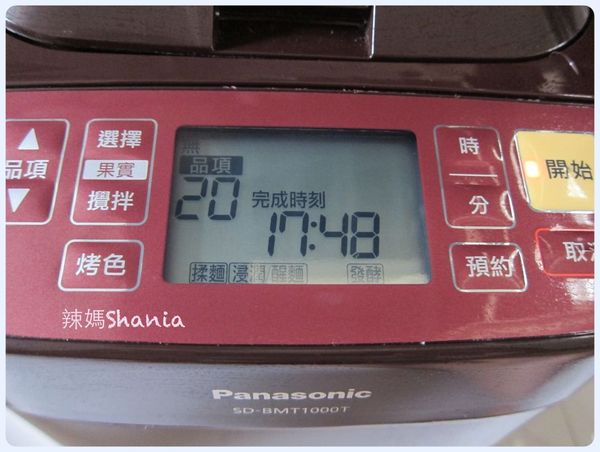 無
品項
20 完成時刻
17:48
揉麵 浸潤/醒麵 發酵
▲
品項
▼
選擇
果實
攪拌
烤色
時
分
預約
開始
取
辣媽Shania
Panasonic
SD-BMT1000T